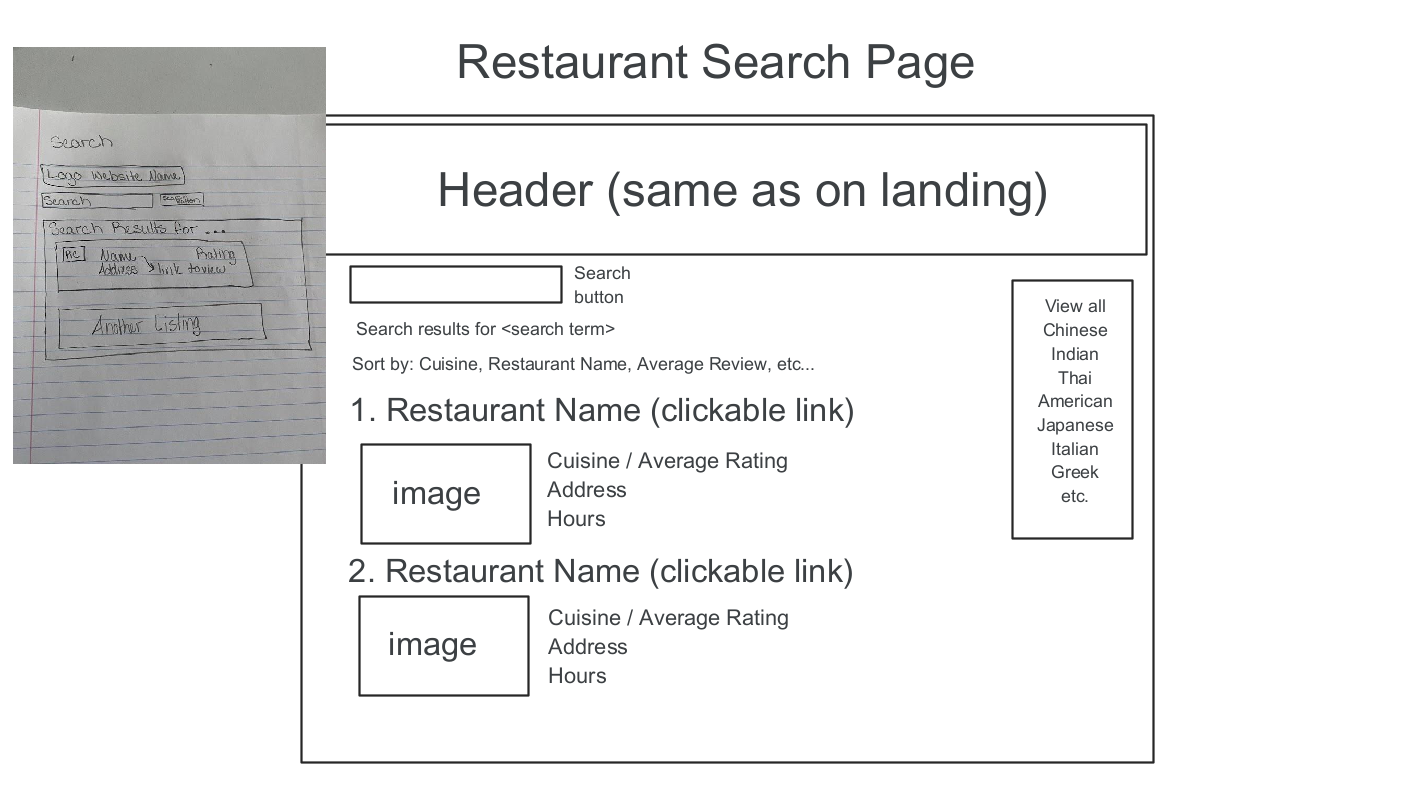 Restaurant Search Page
Search
Logo Website Name
Search
Button
Search Results for ...
Pic Name Rating
Address link to view
Another Listing
Header (same as on landing)
Search
button
Search results for <search term>
Sort by: Cuisine, Restaurant Name, Average Review, etc...
1. Restaurant Name (clickable link)
image
Cuisine / Average Rating
Address
Hours
2. Restaurant Name (clickable link)
image
Cuisine / Average Rating
Address
Hours
View all
Chinese
Indian
Thai
American
Japanese
Italian
Greek
etc.